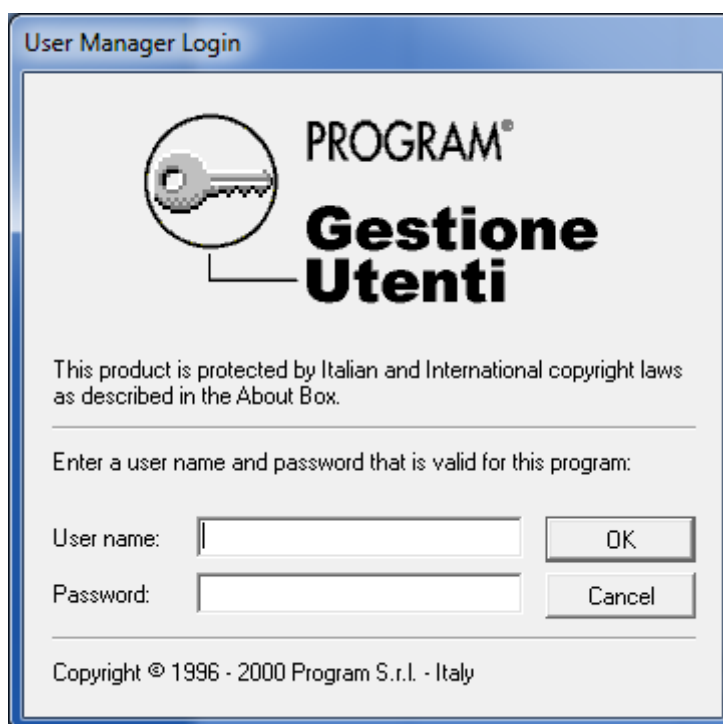 User Manager Login
PROGRAM®
Gestione
Utenti
This product is protected by Italian and International copyright laws
as described in the About Box.
Enter a user name and password that is valid for this program:
User name:
OK
Password:
Cancel
Copyright © 1996 - 2000 Program S.r.l. - Italy